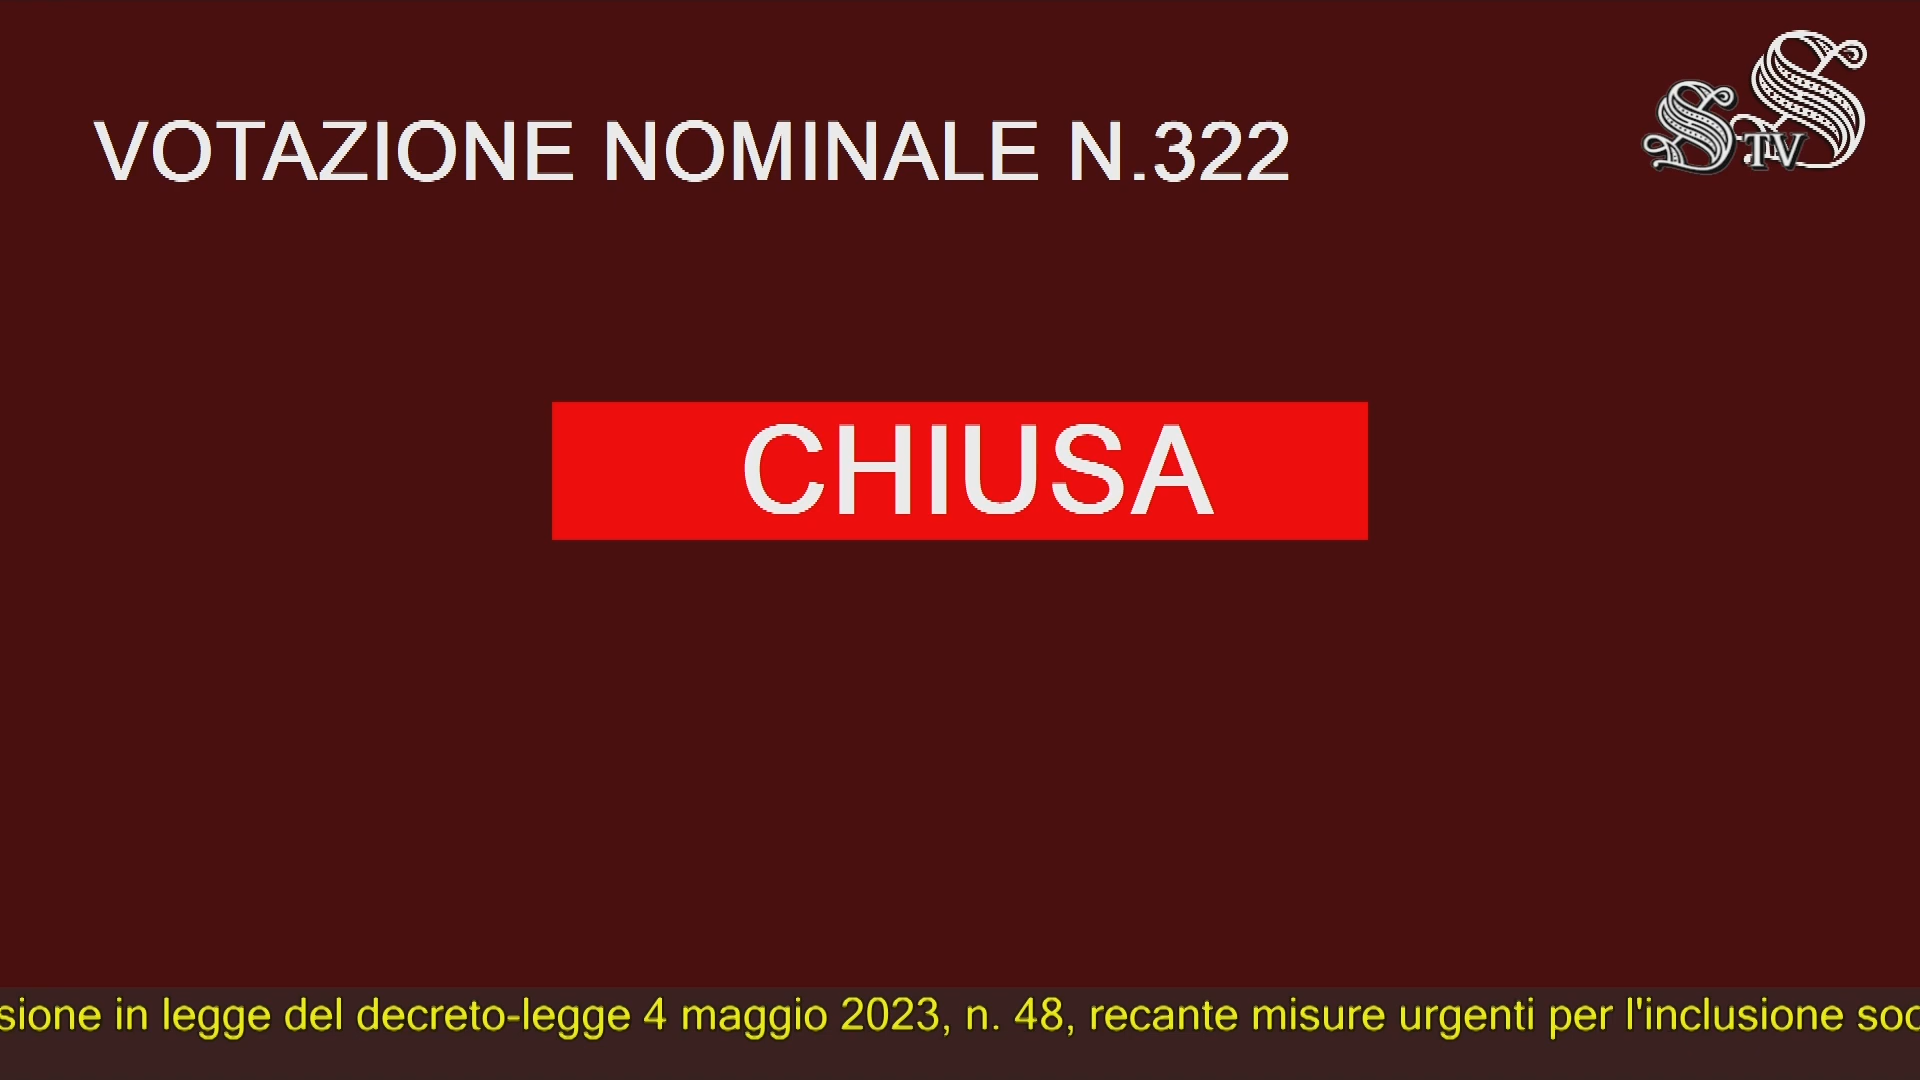 VOTAZIONE NOMINALE N.322
S TV S
CHIUSA
sione in legge del decreto-legge 4 maggio 2023, n. 48, recante misure urgenti per l'inclusione soc